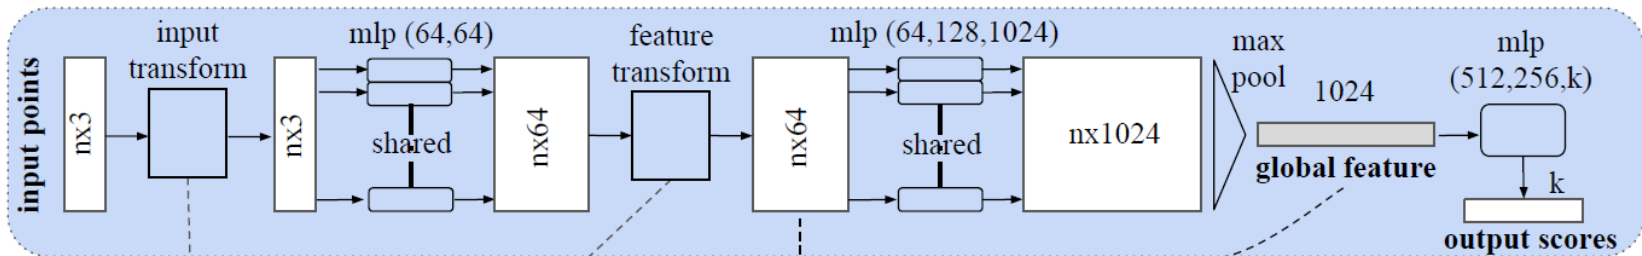 input points
nx3
input
transform
nx3
mlp (64,64)
shared
nx64
feature
transform
nx64
mlp (64,128,1024)
shared
nx1024
max
pool
1024
global feature
mlp
(512,256,k)
k
output scores